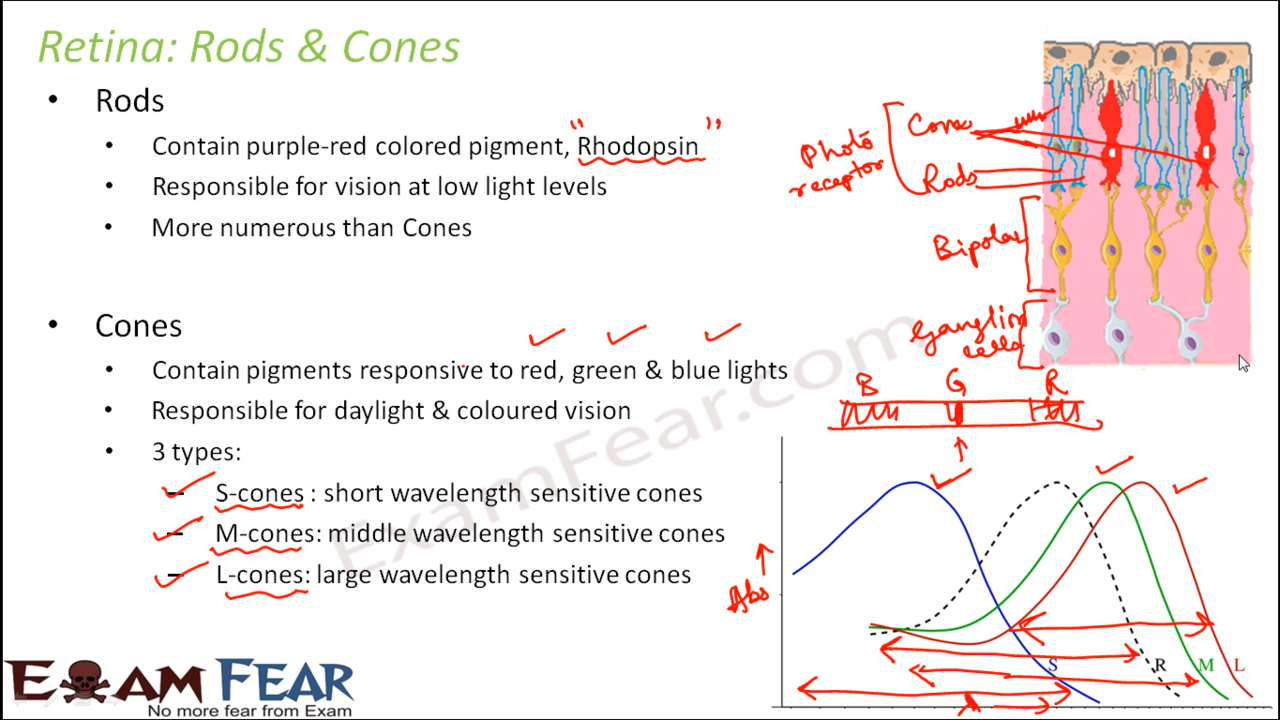 Retina: Rods & Cones
• Rods
• Contain purple-red colored pigment, "Rhodopsin"
• Responsible for vision at low light levels
• More numerous than Cones
• Cones
• Contain pigments responsive to red, green & blue lights
• Responsible for daylight & coloured vision
• 3 types:
– S-cones : short wavelength sensitive cones
– M-cones: middle wavelength sensitive cones
– L-cones: large wavelength sensitive cones
Photo
receptor
Cones
Rods
Bipolar
Ganglion
cells
B G R
Abs
S R M L
λ
ExamFear.com
EXAM FEAR
No more fear from Exam